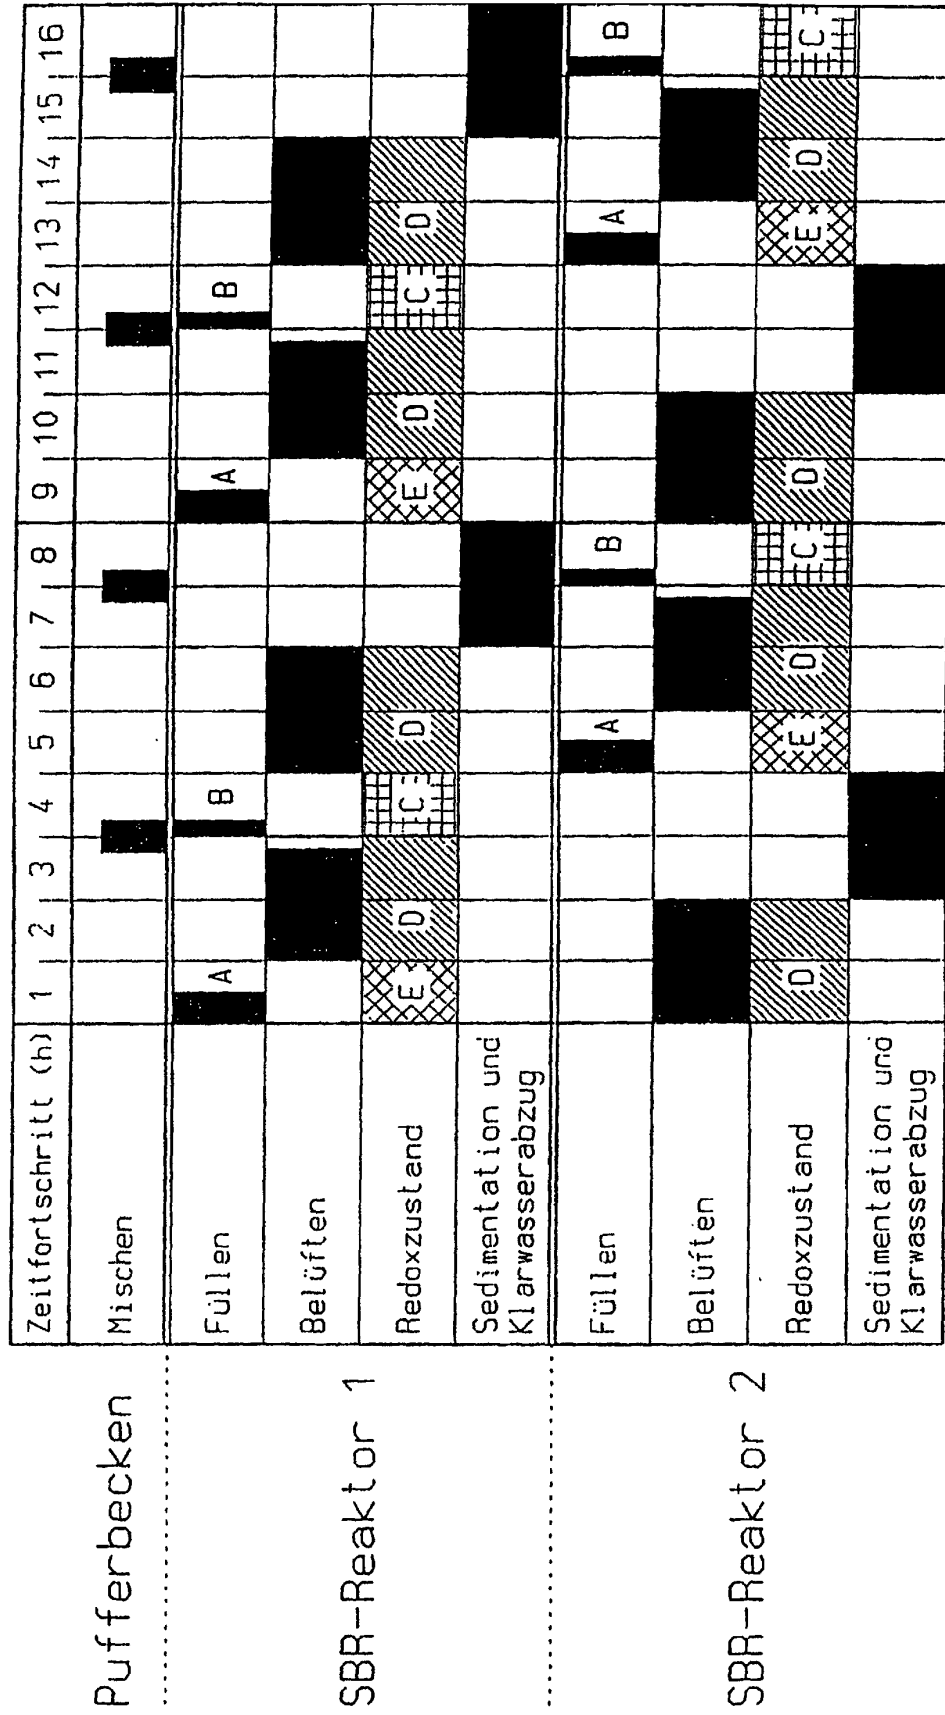 Zeitfortschritt (h) 1 2 3 4 5 6 7 8 9 10 11 12 13 14 15 16
Pufferbecken
Mischen
SBR-Reaktor 1
Füllen A B A B
Belüften
Redoxzustand E D C D E D C D
Sedimentation und
Klarwasserabzug
SBR-Reaktor 2
Füllen A B A B
Belüften
Redoxzustand D E D C D E D C
Sedimentation und
Klarwasserabzug